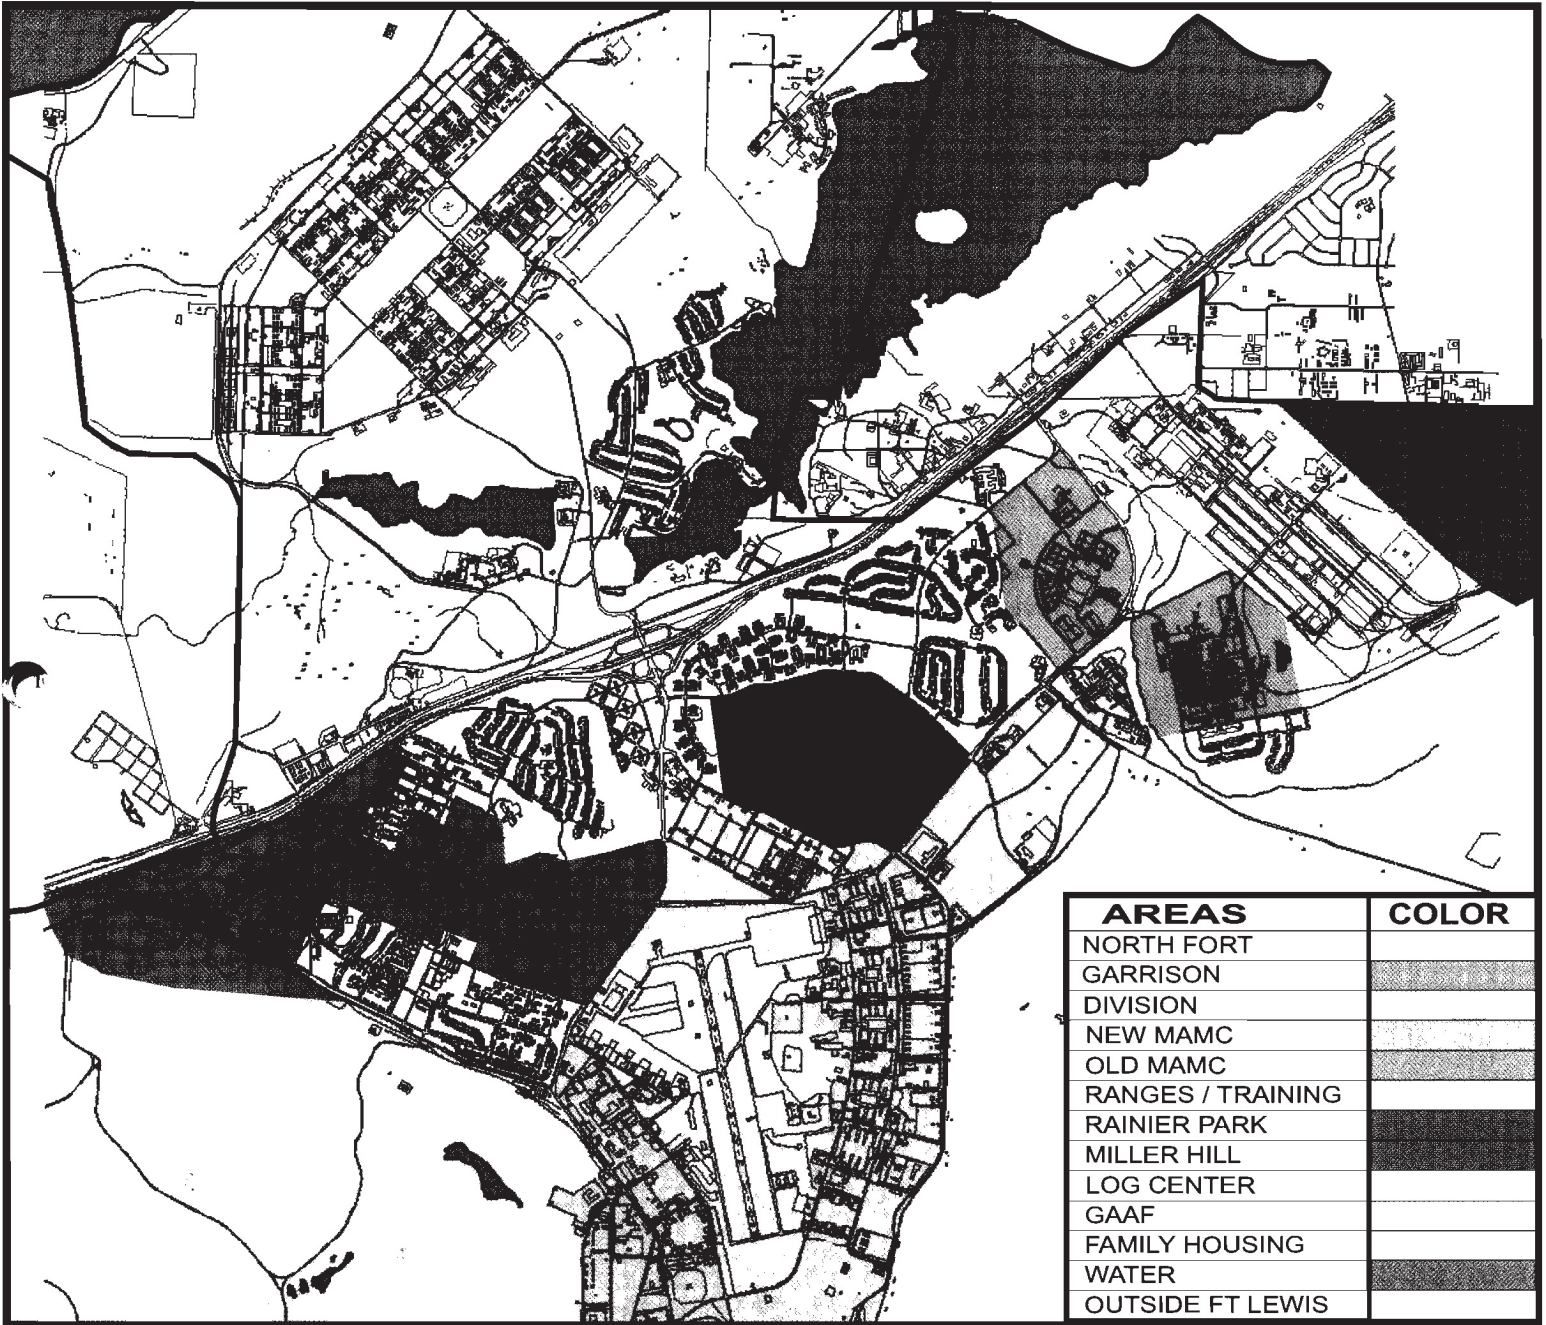 AREAS COLOR
NORTH FORT
GARRISON
DIVISION
NEW MAMC
OLD MAMC
RANGES / TRAINING
RAINIER PARK
MILLER HILL
LOG CENTER
GAAF
FAMILY HOUSING
WATER
OUTSIDE FT LEWIS